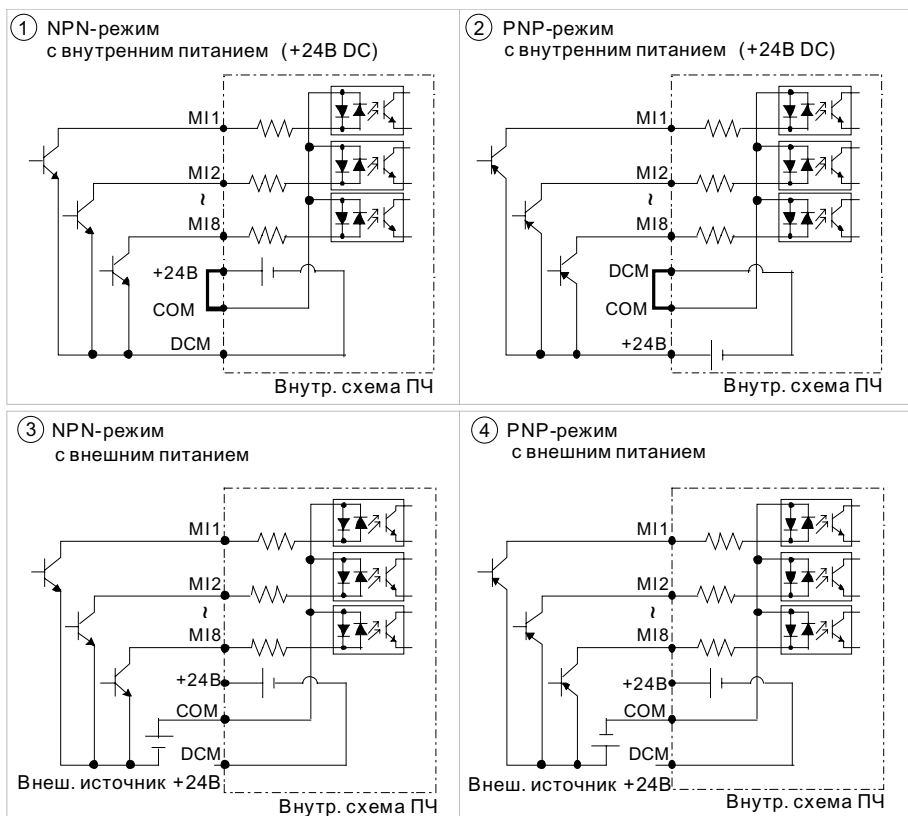 1 NPN-режим
с внутренним питанием (+24В DC)
MI1
MI2
~
MI8
+24В
COM
DCM
Внутр. схема ПЧ
2 PNP-режим
с внутренним питанием (+24В DC)
MI1
MI2
~
MI8
DCM
COM
+24В
Внутр. схема ПЧ
3 NPN-режим
с внешним питанием
MI1
MI2
~
MI8
+24В
COM
DCM
Внеш. источник +24В
Внутр. схема ПЧ
4 PNP-режим
с внешним питанием
MI1
MI2
~
MI8
+24В
COM
DCM
Внеш. источник +24В
Внутр. схема ПЧ